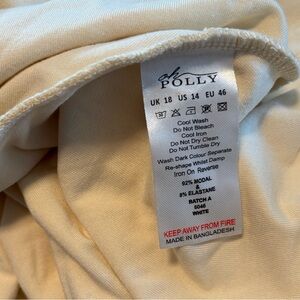 oh
POLLY
UK 18 US 14 EU 46
Cool Wash
Do Not Bleach
Cool Iron
Do Not Dry Clean
Do Not Tumble Dry
Wash Dark Colour Separate
Re-shape Whilst Damp
Iron On Reverse
92% MODAL
&
8% ELASTANE
BATCH A
5046
WHITE
KEEP AWAY FROM FIRE
MADE IN BANGLADESH